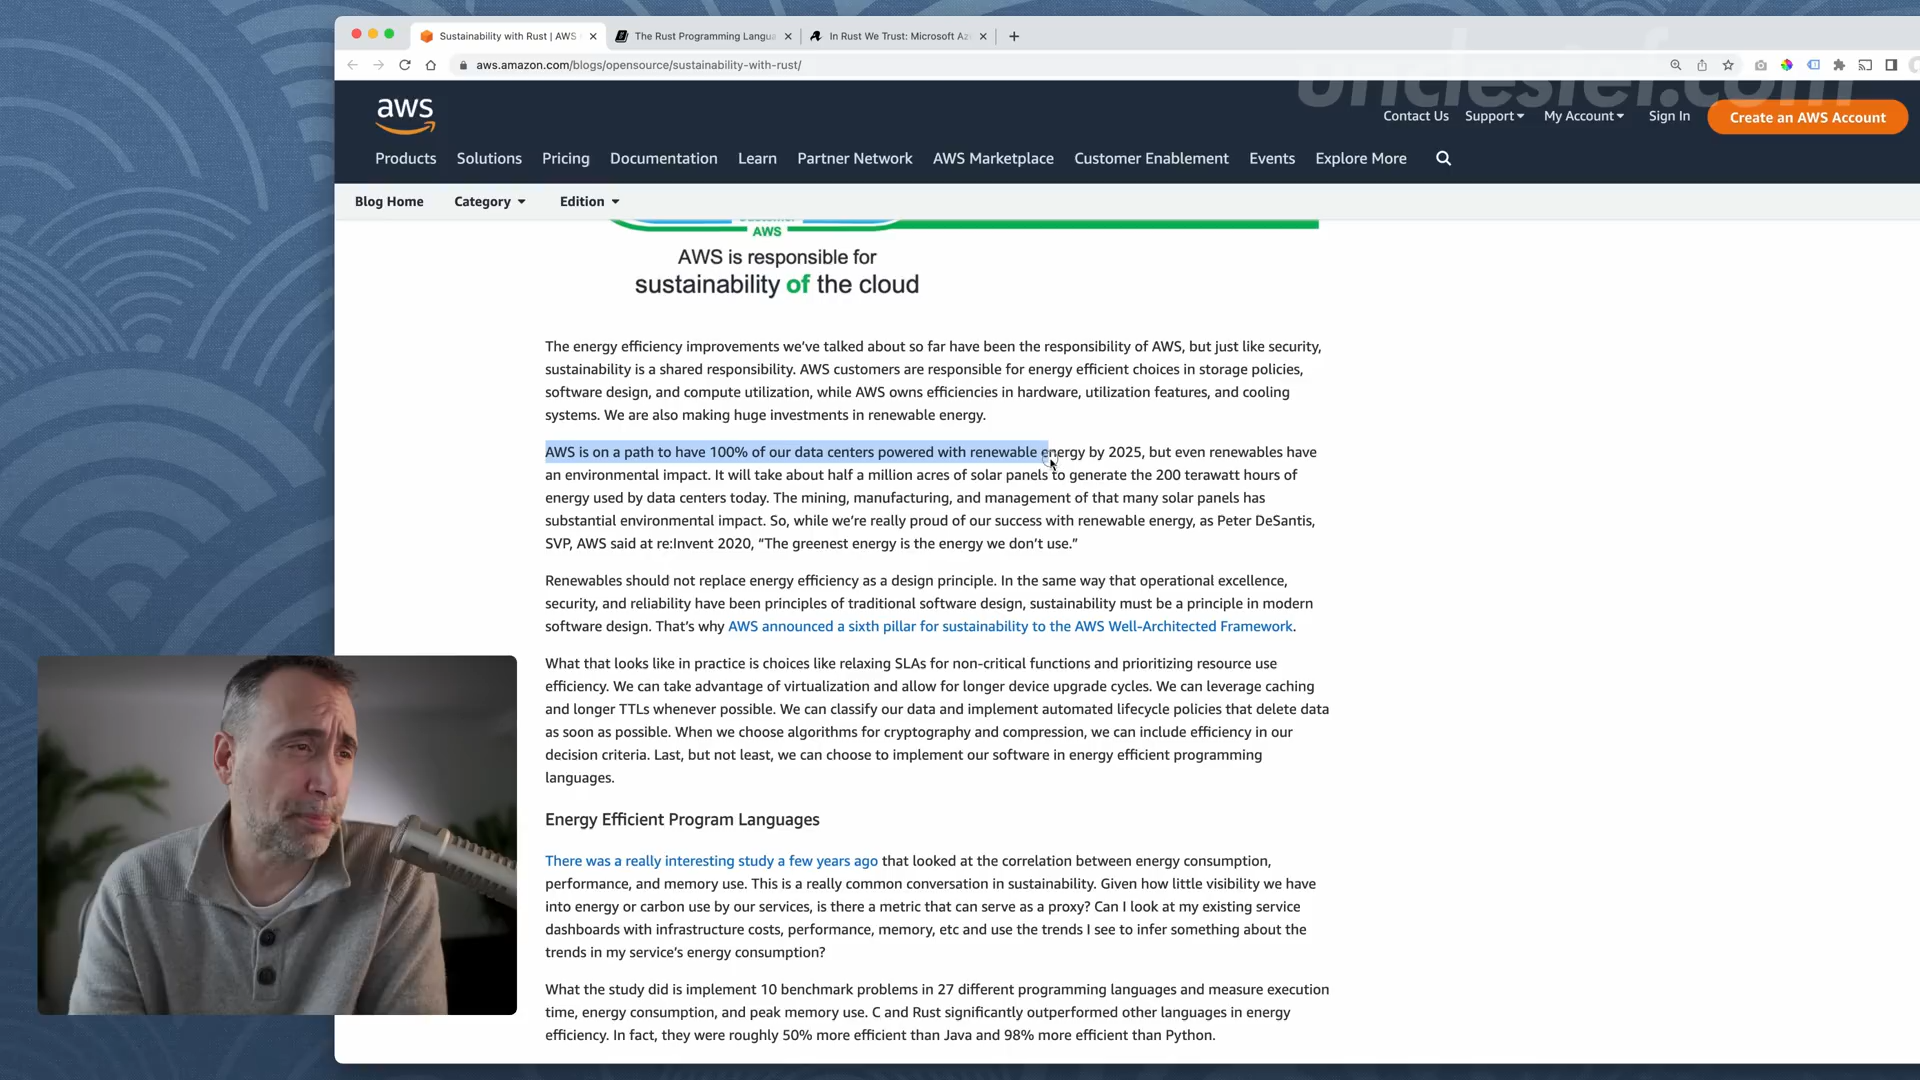 Sustainability with Rust | AWS
The Rust Programming Langua
In Rust We Trust: Microsoft Az
aws.amazon.com/blogs/opensource/sustainability-with-rust/
unclestef.com
aws
Contact Us Support My Account Sign In Create an AWS Account
Products Solutions Pricing Documentation Learn Partner Network AWS Marketplace Customer Enablement Events Explore More
Blog Home Category Edition
Customer
AWS
AWS is responsible for
sustainability of the cloud
The energy efficiency improvements we’ve talked about so far have been the responsibility of AWS, but just like security,
sustainability is a shared responsibility. AWS customers are responsible for energy efficient choices in storage policies,
software design, and compute utilization, while AWS owns efficiencies in hardware, utilization features, and cooling
systems. We are also making huge investments in renewable energy.
AWS is on a path to have 100% of our data centers powered with renewable energy by 2025, but even renewables have
an environmental impact. It will take about half a million acres of solar panels to generate the 200 terawatt hours of
energy used by data centers today. The mining, manufacturing, and management of that many solar panels has
substantial environmental impact. So, while we’re really proud of our success with renewable energy, as Peter DeSantis,
SVP, AWS said at re:Invent 2020, “The greenest energy is the energy we don’t use.”
Renewables should not replace energy efficiency as a design principle. In the same way that operational excellence,
security, and reliability have been principles of traditional software design, sustainability must be a principle in modern
software design. That’s why AWS announced a sixth pillar for sustainability to the AWS Well-Architected Framework.
What that looks like in practice is choices like relaxing SLAs for non-critical functions and prioritizing resource use
efficiency. We can take advantage of virtualization and allow for longer device upgrade cycles. We can leverage caching
and longer TTLs whenever possible. We can classify our data and implement automated lifecycle policies that delete data
as soon as possible. When we choose algorithms for cryptography and compression, we can include efficiency in our
decision criteria. Last, but not least, we can choose to implement our software in energy efficient programming
languages.
Energy Efficient Program Languages
There was a really interesting study a few years ago that looked at the correlation between energy consumption,
performance, and memory use. This is a really common conversation in sustainability. Given how little visibility we have
into energy or carbon use by our services, is there a metric that can serve as a proxy? Can I look at my existing service
dashboards with infrastructure costs, performance, memory, etc and use the trends I see to infer something about the
trends in my service’s energy consumption?
What the study did is implement 10 benchmark problems in 27 different programming languages and measure execution
time, energy consumption, and peak memory use. C and Rust significantly outperformed other languages in energy
efficiency. In fact, they were roughly 50% more efficient than Java and 98% more efficient than Python.